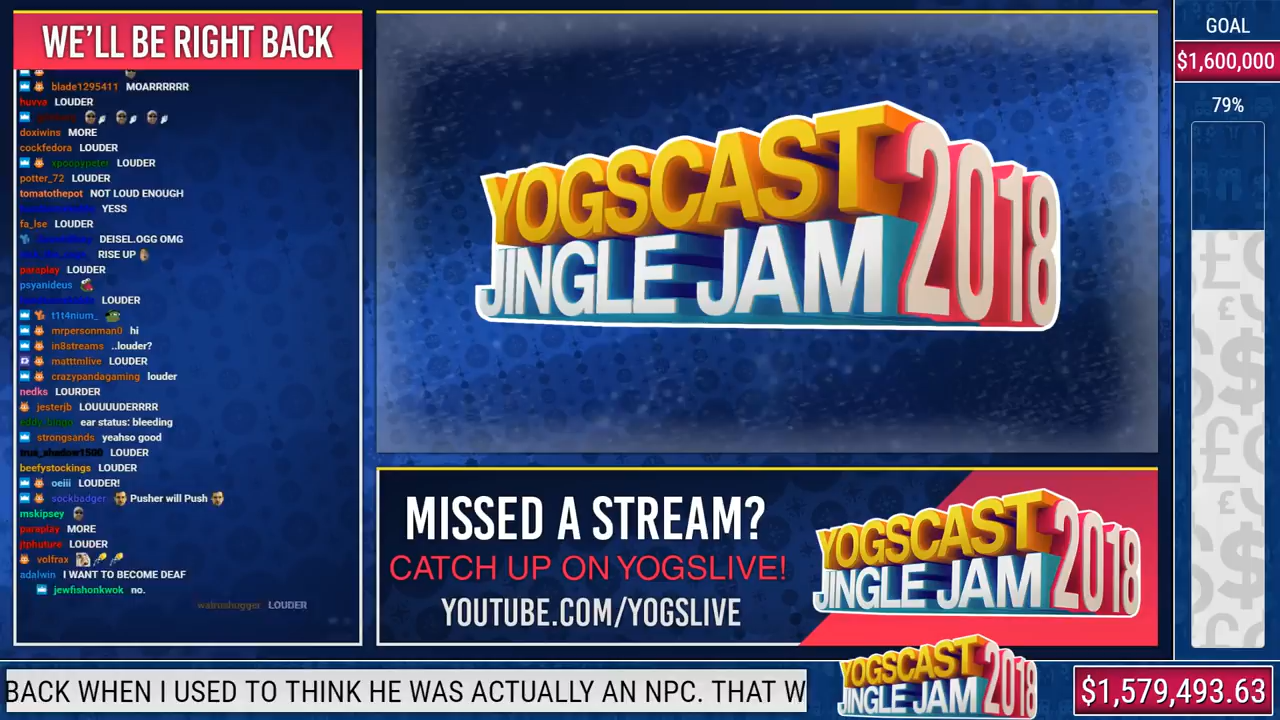 WE'LL BE RIGHT BACK
blade1295411 MOARRRRRR
huvva LOUDER
doxiwins MORE
cockfedora LOUDER
xpoopypeter LOUDER
potter_72 LOUDER
tomatothepot NOT LOUD ENOUGH
YESS
fa_lse LOUDER
DEISEL.OGG OMG
RISE UP
paraplay LOUDER
psyanideus
LOUDER
t1t4nium_
mrpersonman0 hi
in8streams ..louder?
matttmlive LOUDER
crazypandagaming louder
nedks LOURDER
jesterjb LOUUUUDERRRR
ear status: bleeding
strongsands yeahso good
true_shadow1500 LOUDER
beefystockings LOUDER
oeiii LOUDER!
sockbadger Pusher will Push
mskipsey
paraplay MORE
jtphuture LOUDER
volfrax
adalwin I WANT TO BECOME DEAF
jewfishonkwok no.
walrushugger LOUDER
YOGSCAST
JINGLE JAM 2018
MISSED A STREAM?
CATCH UP ON YOGSLIVE!
YOUTUBE.COM/YOGSLIVE
YOGSCAST
JINGLE JAM 2018
GOAL
$1,600,000
79%
BACK WHEN I USED TO THINK HE WAS ACTUALLY AN NPC. THAT W
YOGSCAST
JINGLE JAM 2018
$1,579,493.63